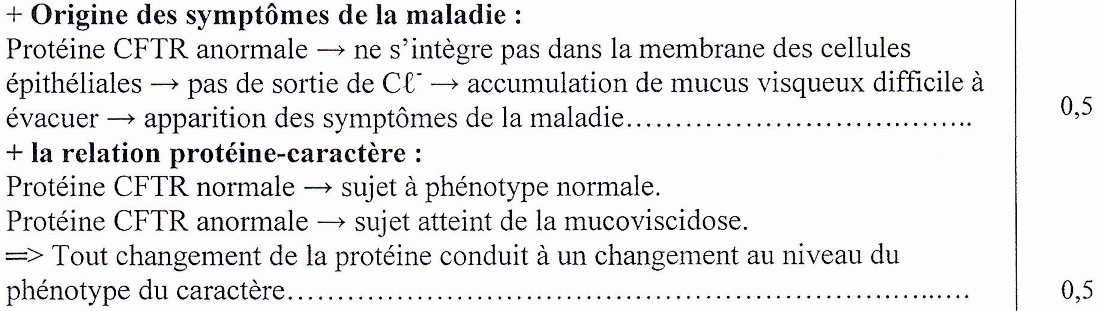 + Origine des symptômes de la maladie :
Protéine CFTR anormale → ne s'intègre pas dans la membrane des cellules
épithéliales → pas de sortie de Cℓ⁻ → accumulation de mucus visqueux difficile à
évacuer → apparition des symptômes de la maladie……………………………….. 0,5
+ la relation protéine-caractère :
Protéine CFTR normale → sujet à phénotype normale.
Protéine CFTR anormale → sujet atteint de la mucoviscidose.
=> Tout changement de la protéine conduit à un changement au niveau du
phénotype du caractère……………………………………………………………..…. 0,5